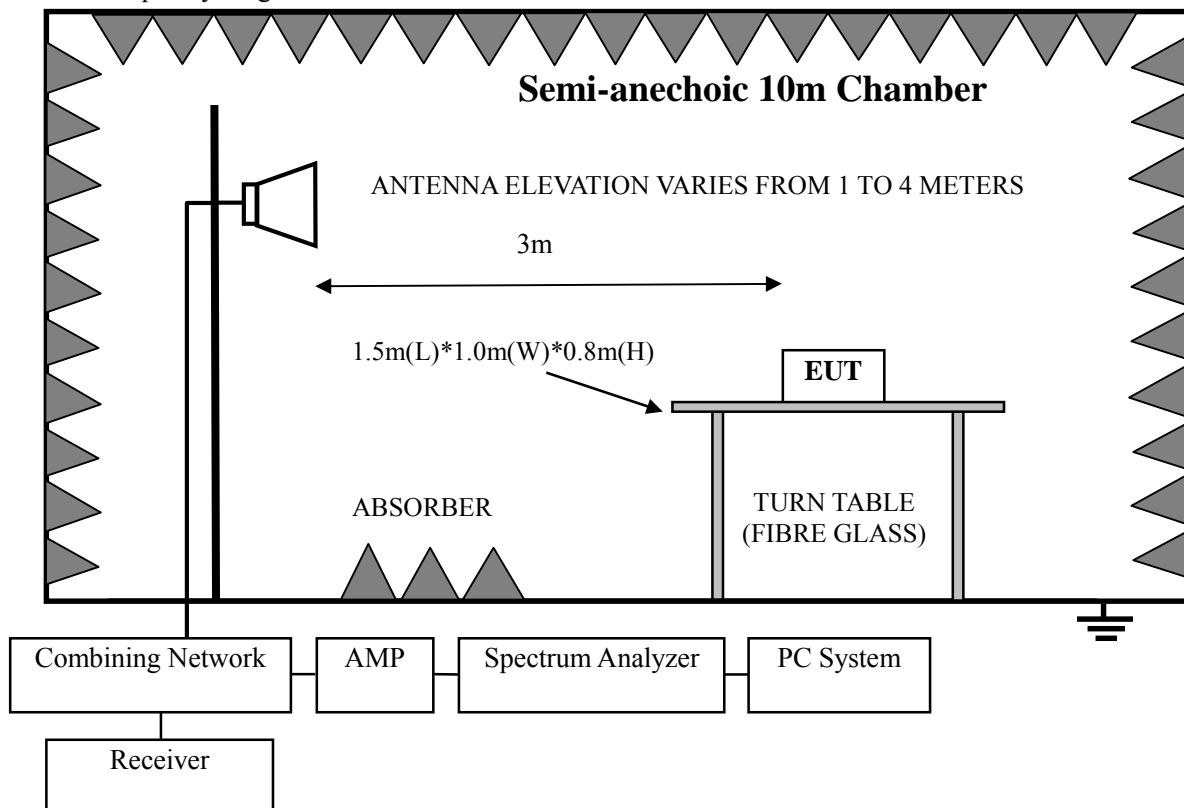 Semi-anechoic 10m Chamber
ANTENNA ELEVATION VARIES FROM 1 TO 4 METERS
3m
1.5m(L)*1.0m(W)*0.8m(H)
EUT
ABSORBER
TURN TABLE
(FIBRE GLASS)
Combining Network
AMP
Spectrum Analyzer
PC System
Receiver